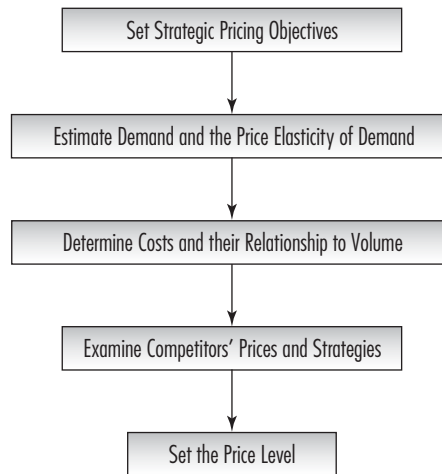 Set Strategic Pricing Objectives
Estimate Demand and the Price Elasticity of Demand
Determine Costs and their Relationship to Volume
Examine Competitors' Prices and Strategies
Set the Price Level